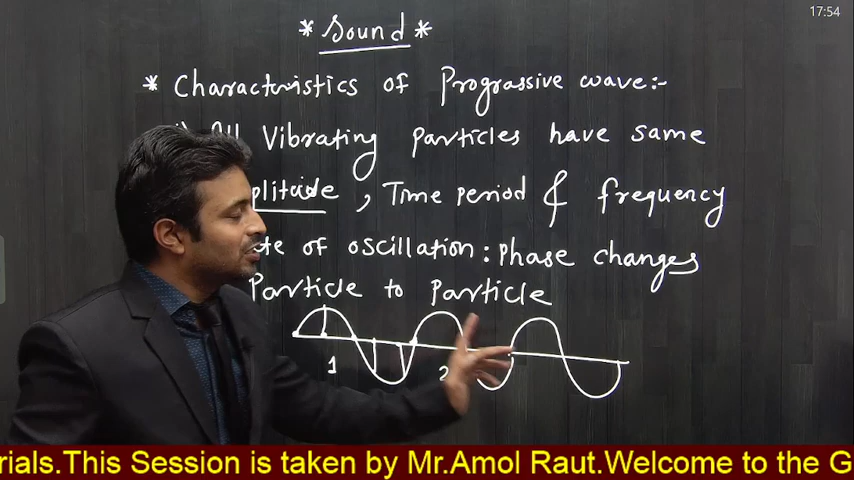 17:54
* Sound *
* Characteristics of Progressive wave:-
Vibrating particles have same
plitude, Time period & frequency
te of oscillation: phase changes
Particle to particle
1
2
rials.This Session is taken by Mr.Amol Raut.Welcome to the G